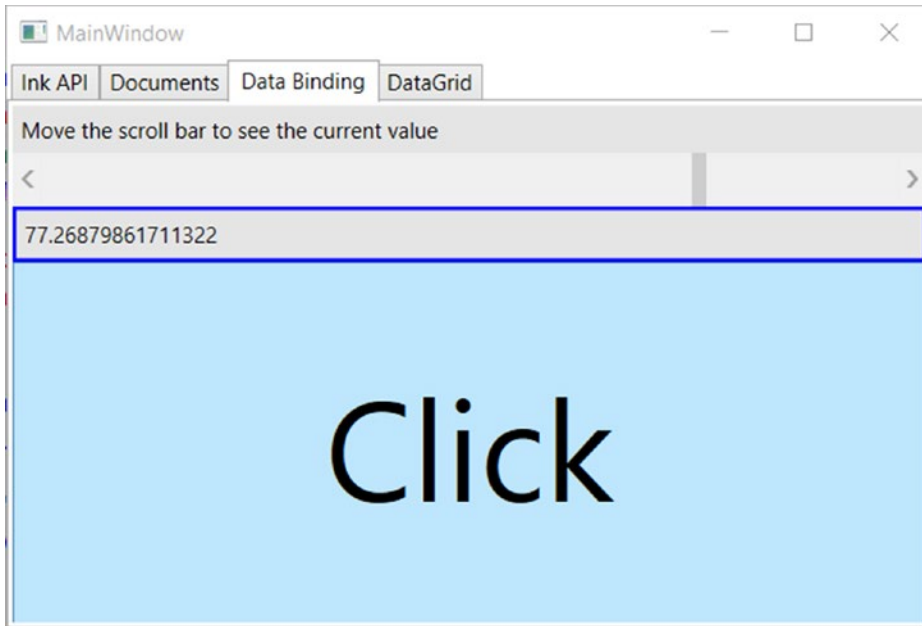 MainWindow
Ink API Documents Data Binding DataGrid
Move the scroll bar to see the current value
77.26879861711322
Click